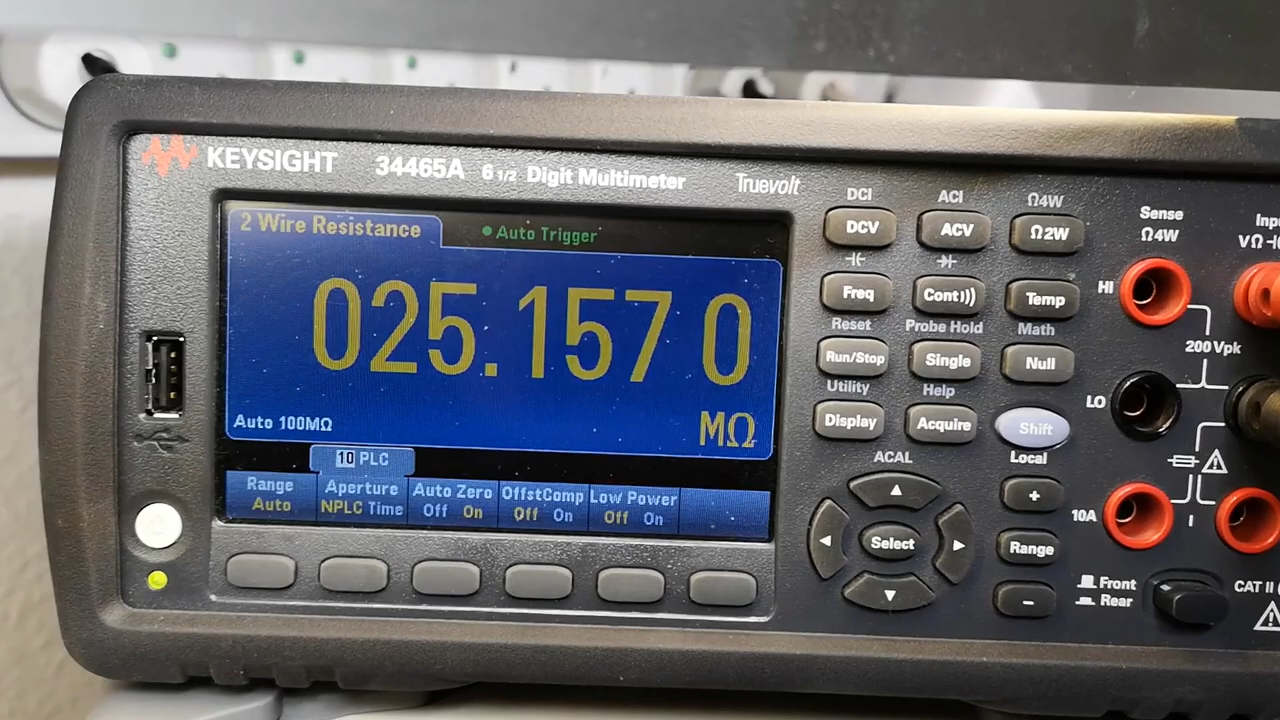 KEYSIGHT 34465A 6 1/2 Digit Multimeter Truevolt
2 Wire Resistance
Auto Trigger
025.157 0
MΩ
Auto 100MΩ
10 PLC
Range
Auto
Aperture
NPLC Time
Auto Zero
Off On
OffstComp
Off On
Low Power
Off On
DCI ACI Ω4W
DCV ACV Ω2W
Freq Cont Temp
Reset Probe Hold Math
Run/Stop Single Null
Utility Help
Display Acquire Shift
Local
ACAL
+
Select Range
-
Sense
Ω4W
VΩ
HI
200 Vpk
LO
10A
I
Front
Rear
CAT II